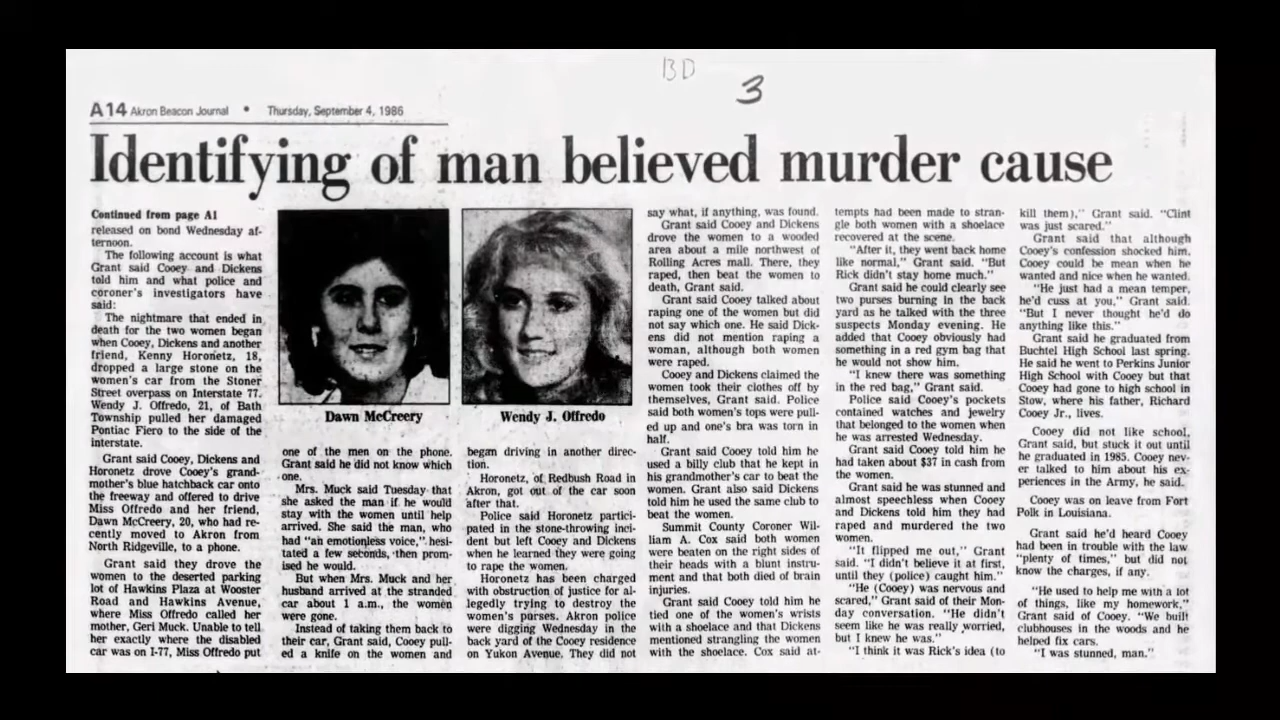 BD
3
A14 Akron Beacon Journal • Thursday, September 4, 1986
Identifying of man believed murder cause
Continued from page A1
released on bond Wednesday af-
ternoon.
The following account is what
Grant said Cooey and Dickens
told him and what police and
coroner's investigators have
said:
The nightmare that ended in
death for the two women began
when Cooey, Dickens and another
friend, Kenny Horonetz, 18,
dropped a large stone on the
women's car from the Stoner
Street overpass on Interstate 77.
Wendy J. Offredo, 21, of Bath
Township pulled her damaged
Pontiac Fiero to the side of the
interstate.
Grant said Cooey, Dickens and
Horonetz drove Cooey's grand-
mother's blue hatchback car onto
the freeway and offered to drive
Miss Offredo and her friend,
Dawn McCreery, 20, who had re-
cently moved to Akron from
North Ridgeville, to a phone.
Grant said they drove the
women to the deserted parking
lot of Hawkins Plaza at Wooster
Road and Hawkins Avenue,
where Miss Offredo called her
mother, Geri Muck. Unable to tell
her exactly where the disabled
car was on I-77, Miss Offredo put
Dawn McCreery
one of the men on the phone.
Grant said he did not know which
one.
Mrs. Muck said Tuesday that
she asked the man if he would
stay with the women until help
arrived. She said the man, who
had "an emotionless voice," hesi-
tated a few seconds, then prom-
ised he would.
But when Mrs. Muck and her
husband arrived at the stranded
car about 1 a.m., the women
were gone.
Instead of taking them back to
their car, Grant said, Cooey pull-
ed a knife on the women and
Wendy J. Offredo
began driving in another direc-
tion.
Horonetz, of Redbush Road in
Akron, got out of the car soon
after that.
Police said Horonetz partici-
pated in the stone-throwing inci-
dent but left Cooey and Dickens
when he learned they were going
to rape the women.
Horonetz has been charged
with obstruction of justice for al-
legedly trying to destroy the
women's purses. Akron police
were digging Wednesday in the
back yard of the Cooey residence
on Yukon Avenue. They did not
say what, if anything, was found.
Grant said Cooey and Dickens
drove the women to a wooded
area about a mile northwest of
Rolling Acres mall. There, they
raped, then beat the women to
death, Grant said.
Grant said Cooey talked about
raping one of the women but did
not say which one. He said Dick-
ens did not mention raping a
woman, although both women
were raped.
Cooey and Dickens claimed the
women took their clothes off by
themselves, Grant said. Police
said both women's tops were pull-
ed up and one's bra was torn in
half.
Grant said Cooey told him he
used a billy club that he kept in
his grandmother's car to beat the
women. Grant also said Dickens
told him he used the same club to
beat the women.
Summit County Coroner Wil-
liam A. Cox said both women
were beaten on the right sides of
their heads with a blunt instru-
ment and that both died of brain
injuries.
Grant said Cooey told him he
tied one of the women's wrists
with a shoelace and that Dickens
mentioned strangling the women
with the shoelace. Cox said at-
tempts had been made to stran-
gle both women with a shoelace
recovered at the scene.
"After it, they went back home
like normal," Grant said. "But
Rick didn't stay home much."
Grant said he could clearly see
two purses burning in the back
yard as he talked with the three
suspects Monday evening. He
added that Cooey obviously had
something in a red gym bag that
he would not show him.
"I knew there was something
in the red bag," Grant said.
Police said Cooey's pockets
contained watches and jewelry
that belonged to the women when
he was arrested Wednesday.
Grant said Cooey told him he
had taken about $37 in cash from
the women.
Grant said he was stunned and
almost speechless when Cooey
and Dickens told him they had
raped and murdered the two
women.
"It flipped me out," Grant
said. "I didn't believe it at first,
until they (police) caught him."
"He (Cooey) was nervous and
scared," Grant said of their Mon-
day conversation. "He didn't
seem like he was really worried,
but I knew he was."
"I think it was Rick's idea (to
kill them)," Grant said. "Clint
was just scared."
Grant said that although
Cooey's confession shocked him,
Cooey could be mean when he
wanted and nice when he wanted.
"He just had a mean temper,
he'd cuss at you," Grant said.
"But I never thought he'd do
anything like this."
Grant said he graduated from
Buchtel High School last spring.
He said he went to Perkins Junior
High School with Cooey but that
Cooey had gone to high school in
Stow, where his father, Richard
Cooey Jr., lives.
Cooey did not like school,
Grant said, but stuck it out until
he graduated in 1985. Cooey nev-
er talked to him about his ex-
periences in the Army, he said.
Cooey was on leave from Fort
Polk in Louisiana.
Grant said he'd heard Cooey
had been in trouble with the law
"plenty of times," but did not
know the charges, if any.
"He used to help me with a lot
of things, like my homework,"
Grant said of Cooey. "We built
clubhouses in the woods and he
helped fix cars.
"I was stunned, man."